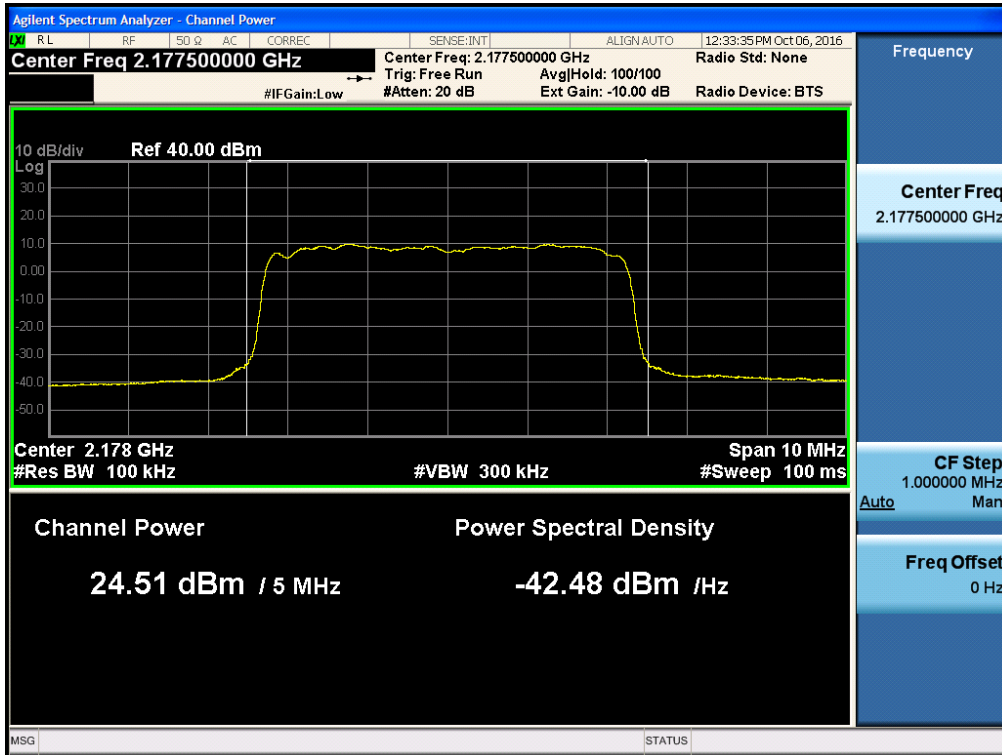 Agilent Spectrum Analyzer - Channel Power
LXI RL RF 50 Ω AC CORREC SENSE:INT ALIGN AUTO 12:33:35 PM Oct 06, 2016
Center Freq 2.177500000 GHz
Center Freq: 2.177500000 GHz Radio Std: None
Trig: Free Run Avg|Hold: 100/100
#IFGain:Low #Atten: 20 dB Ext Gain: -10.00 dB Radio Device: BTS
10 dB/div Ref 40.00 dBm
Log
30.0
20.0
10.0
0.00
-10.0
-20.0
-30.0
-40.0
-50.0
Center 2.178 GHz Span 10 MHz
#Res BW 100 kHz #VBW 300 kHz #Sweep 100 ms
Channel Power Power Spectral Density
24.51 dBm / 5 MHz -42.48 dBm /Hz
MSG STATUS
Frequency
Center Freq
2.177500000 GHz
CF Step
1.000000 MHz
Auto Man
Freq Offset
0 Hz